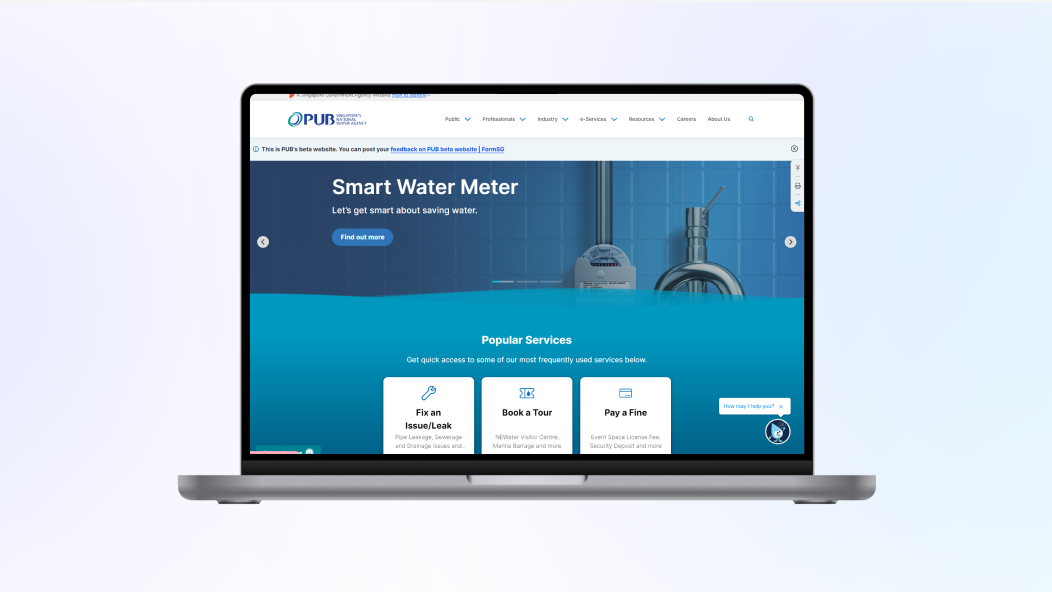 A Singapore Government Agency Website How to identify
PUB SINGAPORE'S
NATIONAL
WATER AGENCY
Public Professionals Industry e-Services Resources Careers About Us
This is PUB's beta website. You can post your feedback on PUB beta website | FormSG
Smart Water Meter
Let's get smart about saving water.
Find out more
Popular Services
Get quick access to some of our most frequently used services below.
Fix an
Issue/Leak
Pipe Leakage, Sewerage
and Drainage Issues and...
Book a Tour
NEWater Visitor Centre,
Marina Barrage and more
Pay a Fine
Event Space License Fee,
Security Deposit and more
How may I help you? x